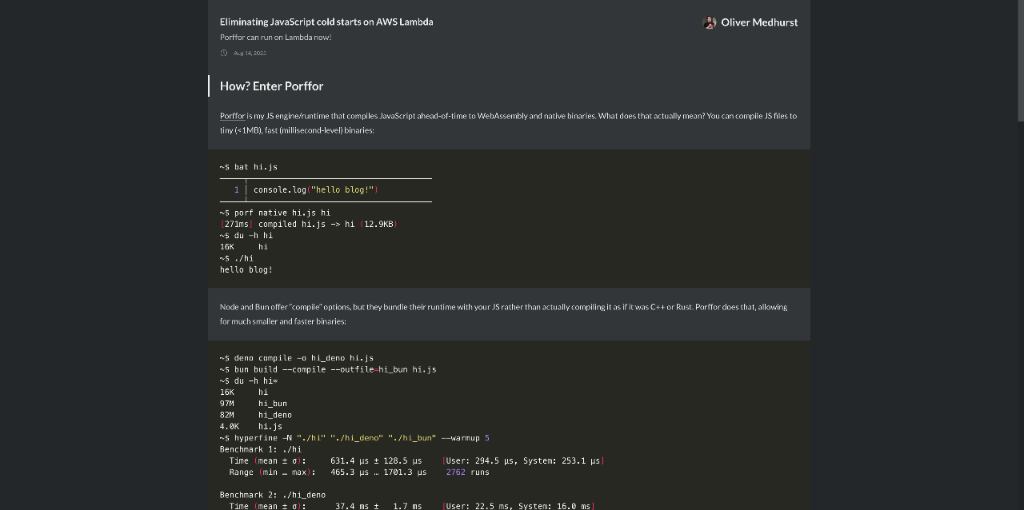 Eliminating JavaScript cold starts on AWS Lambda
Oliver Medhurst
Porffor can run on Lambda now!
Aug 14,
How? Enter Porffor
Porffor is my JS engine/runtime that compiles JavaScript ahead-of-time to WebAssembly and native binaries. What does that actually mean? You can compile JS files to
tiny (<1MB), fast (millisecond-level) binaries:
~$ bat hi.js
1 │ console.log("hello blog!")
~$ porf native hi.js hi
[271ms] compiled hi.js -> hi (12.9KB)
~$ du -h hi
16K hi
~$ ./hi
hello blog!
Node and Bun offer "compile" options, but they bundle their runtime with your JS rather than actually compiling it as if it was C++ or Rust. Porffor does that, allowing
for much smaller and faster binaries:
~$ deno compile -o hi_deno hi.js
~$ bun build --compile --outfile=hi_bun hi.js
~$ du -h hi*
16K hi
97M hi_bun
82M hi_deno
4.0K hi.js
~$ hyperfine -N "./hi" "./hi_deno" "./hi_bun" --warmup 5
Benchmark 1: ./hi
Time (mean ± σ): 631.4 µs ± 128.5 µs [User: 294.5 µs, System: 253.1 µs]
Range (min … max): 465.3 µs … 1701.3 µs 2762 runs
Benchmark 2: ./hi_deno
Time (mean ± σ): 37.4 ms ± 1.7 ms [User: 22.5 ms, System: 16.0 ms]